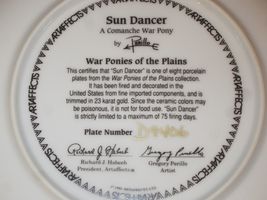 Sun Dancer
A Comanche War Pony
by Perillo
War Ponies of the Plains
This certifies that "Sun Dancer" is one of eight porcelain
plates from the War Ponies of the Plains collection.
It has been fired and decorated in the
United States from fine imported components, and is
trimmed in 23 karat gold. Since the ceramic colors may
be poisonous, it is not for food use. "Sun Dancer"
is strictly limited to a maximum of 75 firing days.
Plate Number
Richard J. Habeeb
President, Artaffects
Gregory Perillo
Artist
ARTAFFECTS
ARTAFFECTS
ARTAFFECTS
ARTAFFECTS